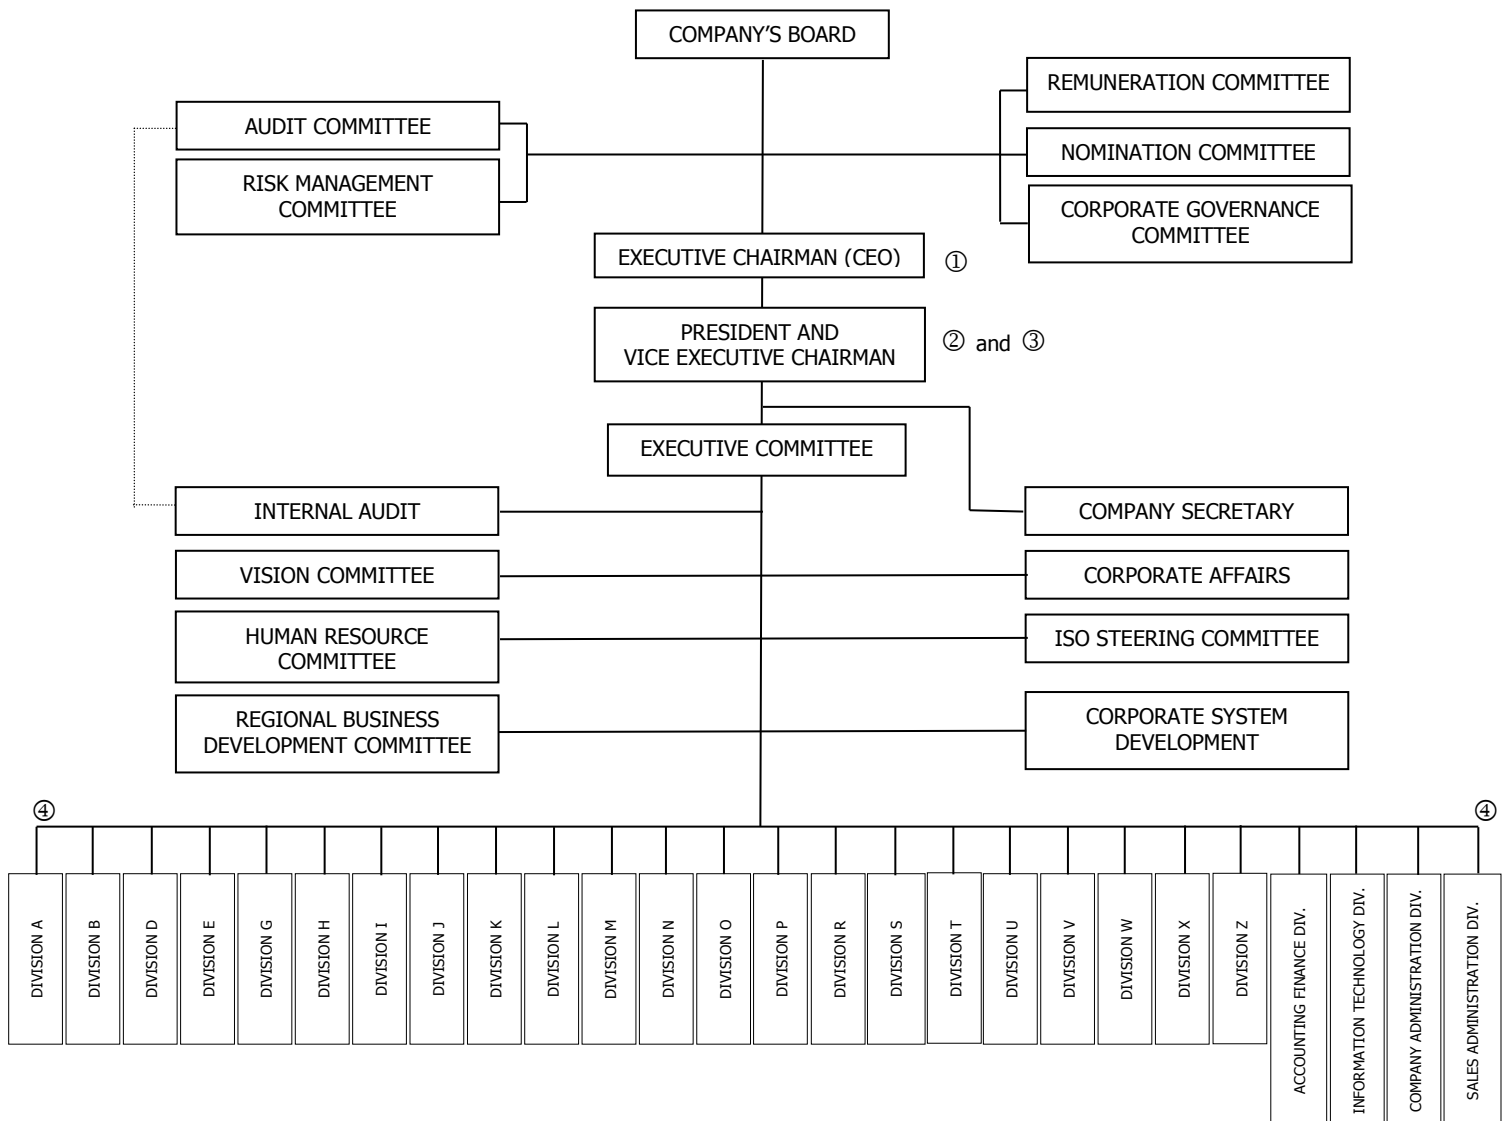 COMPANY’S BOARD
REMUNERATION COMMITTEE
AUDIT COMMITTEE
NOMINATION COMMITTEE
RISK MANAGEMENT
COMMITTEE
CORPORATE GOVERNANCE
COMMITTEE
EXECUTIVE CHAIRMAN (CEO) ①
PRESIDENT AND
VICE EXECUTIVE CHAIRMAN
② and ③
EXECUTIVE COMMITTEE
INTERNAL AUDIT
COMPANY SECRETARY
VISION COMMITTEE
CORPORATE AFFAIRS
HUMAN RESOURCE
COMMITTEE
ISO STEERING COMMITTEE
REGIONAL BUSINESS
DEVELOPMENT COMMITTEE
CORPORATE SYSTEM
DEVELOPMENT
④
④
DIVISION A
DIVISION B
DIVISION D
DIVISION E
DIVISION G
DIVISION H
DIVISION I
DIVISION J
DIVISION K
DIVISION L
DIVISION M
DIVISION N
DIVISION O
DIVISION P
DIVISION R
DIVISION S
DIVISION T
DIVISION U
DIVISION V
DIVISION W
DIVISION X
DIVISION Z
ACCOUNTING FINANCE DIV.
INFORMATION TECHNOLOGY DIV.
COMPANY ADMINISTRATION DIV.
SALES ADMINISTRATION DIV.